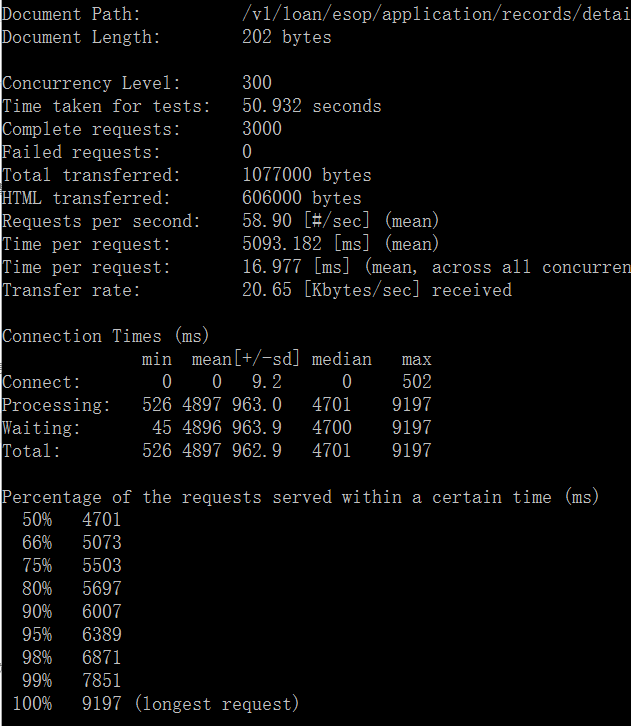 Document Path:          /v1/loan/esop/application/records/detai
Document Length:        202 bytes
Concurrency Level:      300
Time taken for tests:   50.932 seconds
Complete requests:      3000
Failed requests:        0
Total transferred:      1077000 bytes
HTML transferred:       606000 bytes
Requests per second:    58.90 [#/sec] (mean)
Time per request:       5093.182 [ms] (mean)
Time per request:       16.977 [ms] (mean, across all concurren
Transfer rate:          20.65 [Kbytes/sec] received
Connection Times (ms)
              min  mean[+/-sd] median   max
Connect:        0    0   9.2      0     502
Processing:   526 4897 963.0   4701    9197
Waiting:       45 4896 963.9   4700    9197
Total:        526 4897 962.9   4701    9197
Percentage of the requests served within a certain time (ms)
  50%   4701
  66%   5073
  75%   5503
  80%   5697
  90%   6007
  95%   6389
  98%   6871
  99%   7851
 100%   9197 (longest request)